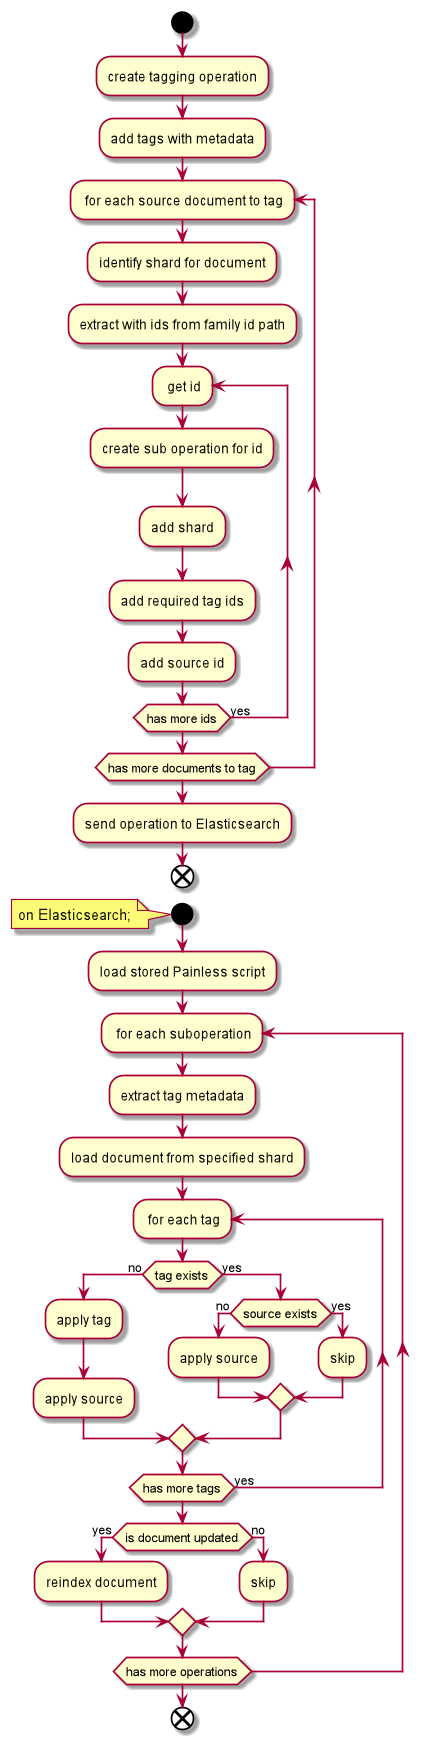 create tagging operation
add tags with metadata
for each source document to tag
identify shard for document
extract with ids from family id path
get id
create sub operation for id
add shard
add required tag ids
add source id
has more ids
yes
has more documents to tag
send operation to Elasticsearch
on Elasticsearch;
load stored Painless script
for each suboperation
extract tag metadata
load document from specified shard
for each tag
no
tag exists
yes
apply tag
apply source
no
source exists
yes
apply source
skip
has more tags
yes
yes
is document updated
no
reindex document
skip
has more operations